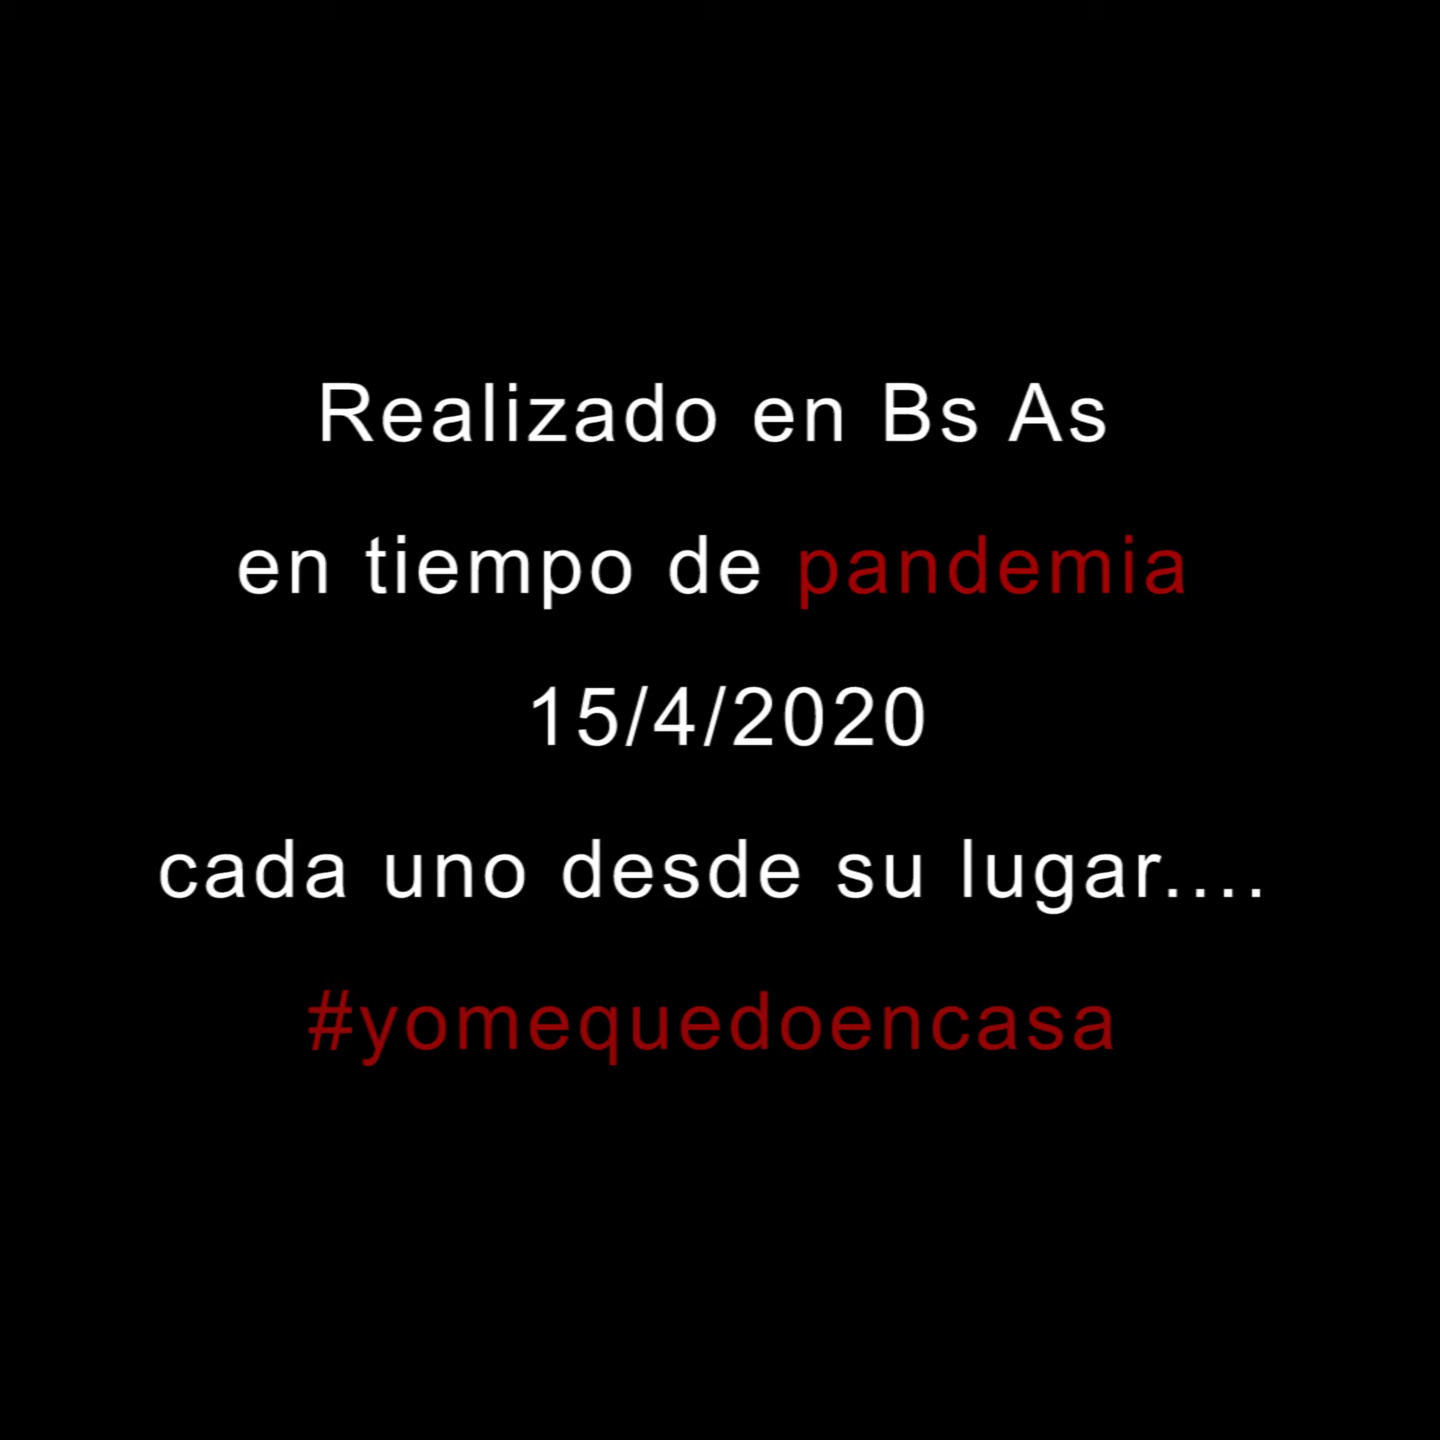 Realizado en Bs As
en tiempo de pandemia
15/4/2020
cada uno desde su lugar....
#yomequedoencasa